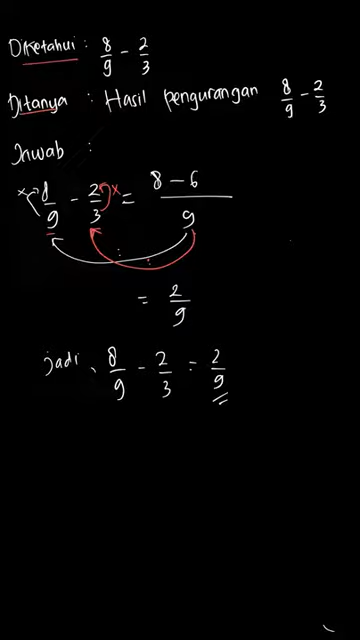 Diketahui : 8/9 - 2/3
Ditanya : Hasil pengurangan 8/9 - 2/3
Jawab :
x 8/9 - 2/3 x = 8 - 6 / 9
: :
= 2/9
Jadi, 8/9 - 2/3 = 2/9